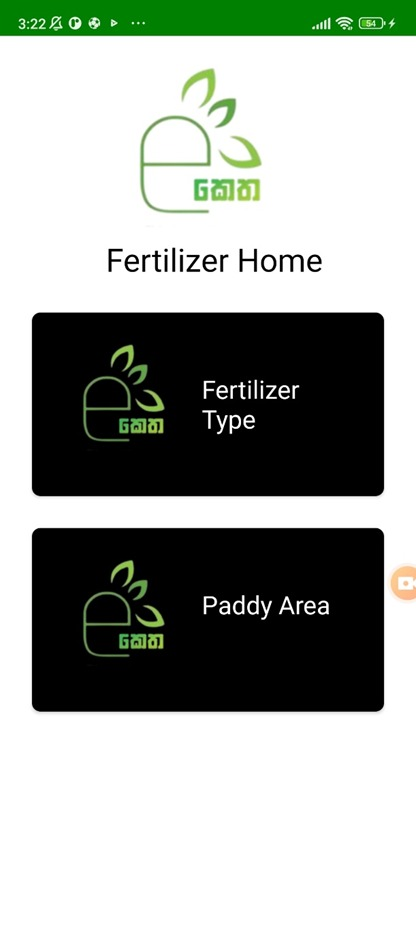 3:22
54
e
කෙත
Fertilizer Home
e
කෙත
Fertilizer
Type
e
කෙත
Paddy Area